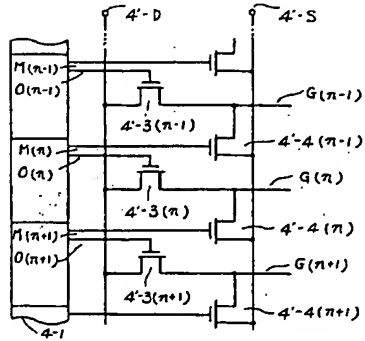 4'-D 4'-S
M(n-1)
O(n-1)
G(n-1)
4'-3(n-1)
M(n) 4'-4(n-1)
O(n)
G(n)
4'-3(n)
M(n+1) 4'-4(n)
O(n+1)
G(n+1)
4'-3(n+1)
4'-4(n+1)
4-1